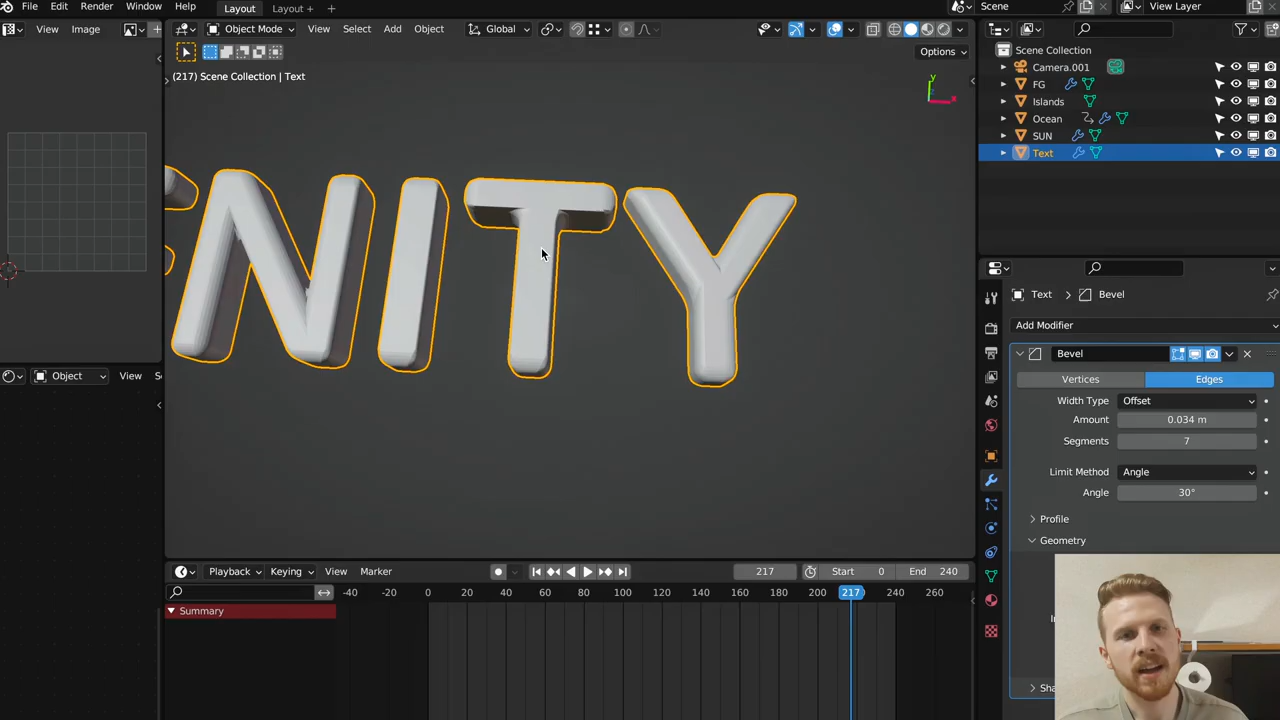 File Edit Render Layout Layout + + Scene View Layer
View Image Object Mode View Select Add Object Global
Options
(217) Scene Collection | Text
y
x
Scene Collection
Camera.001
FG
Islands
Ocean
SUN
Text
NITY
Text > Bevel
Add Modifier
Bevel
Vertices Edges
Width Type Offset
Amount 0.034 m
Segments 7
Limit Method Angle
Angle 30°
Profile
Geometry
Object View
Playback Keying View Marker 217 Start 0 End 240
-40 -20 0 20 40 60 80 100 120 140 160 180 200 217 240 260
Summary